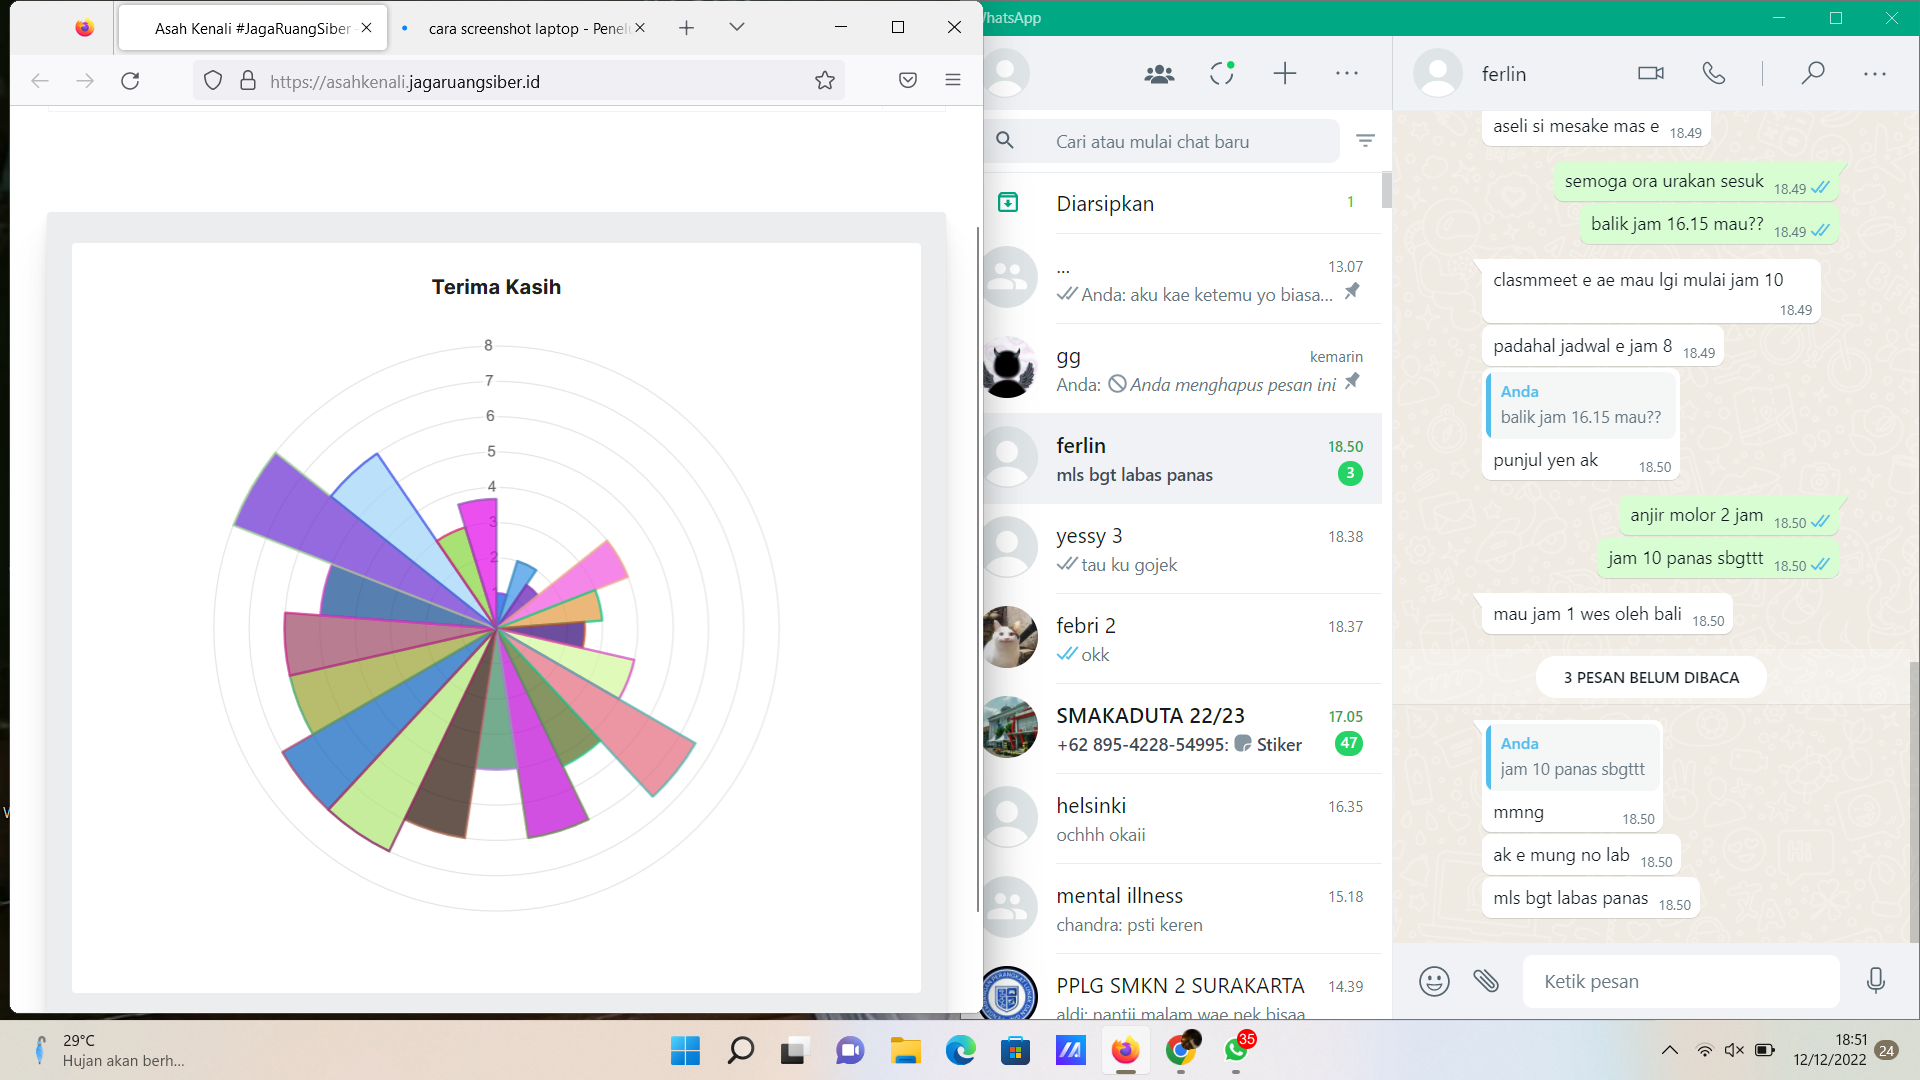 Asah Kenali #JagaRuangSiber
cara screenshot laptop - Penel
https://asahkenali.jagaruangsiber.id
Terima Kasih
8
7
6
5
4
3
2
WhatsApp
Cari atau mulai chat baru
Diarsipkan
1
...
13.07
Anda: aku kae ketemu yo biasa...
gg
kemarin
Anda: Anda menghapus pesan ini
ferlin
18.50
mls bgt labas panas
3
yessy 3
18.38
tau ku gojek
febri 2
18.37
okk
SMAKADUTA 22/23
17.05
+62 895-4228-54995: Stiker
47
helsinki
16.35
ochhh okaii
mental illness
15.18
chandra: psti keren
PPLG SMKN 2 SURAKARTA
14.39
aldi: nantii malam wae nek bisaa
ferlin
aseli si mesake mas e 18.49
semoga ora urakan sesuk 18.49
balik jam 16.15 mau?? 18.49
clasmmeet e ae mau lgi mulai jam 10
18.49
padahal jadwal e jam 8 18.49
Anda
balik jam 16.15 mau??
punjul yen ak 18.50
anjir molor 2 jam 18.50
jam 10 panas sbgttt 18.50
mau jam 1 wes oleh bali 18.50
3 PESAN BELUM DIBACA
Anda
jam 10 panas sbgttt
mmng 18.50
ak e mung no lab 18.50
mls bgt labas panas 18.50
Ketik pesan
29°C
Hujan akan berh...
35
18:51
12/12/2022
24